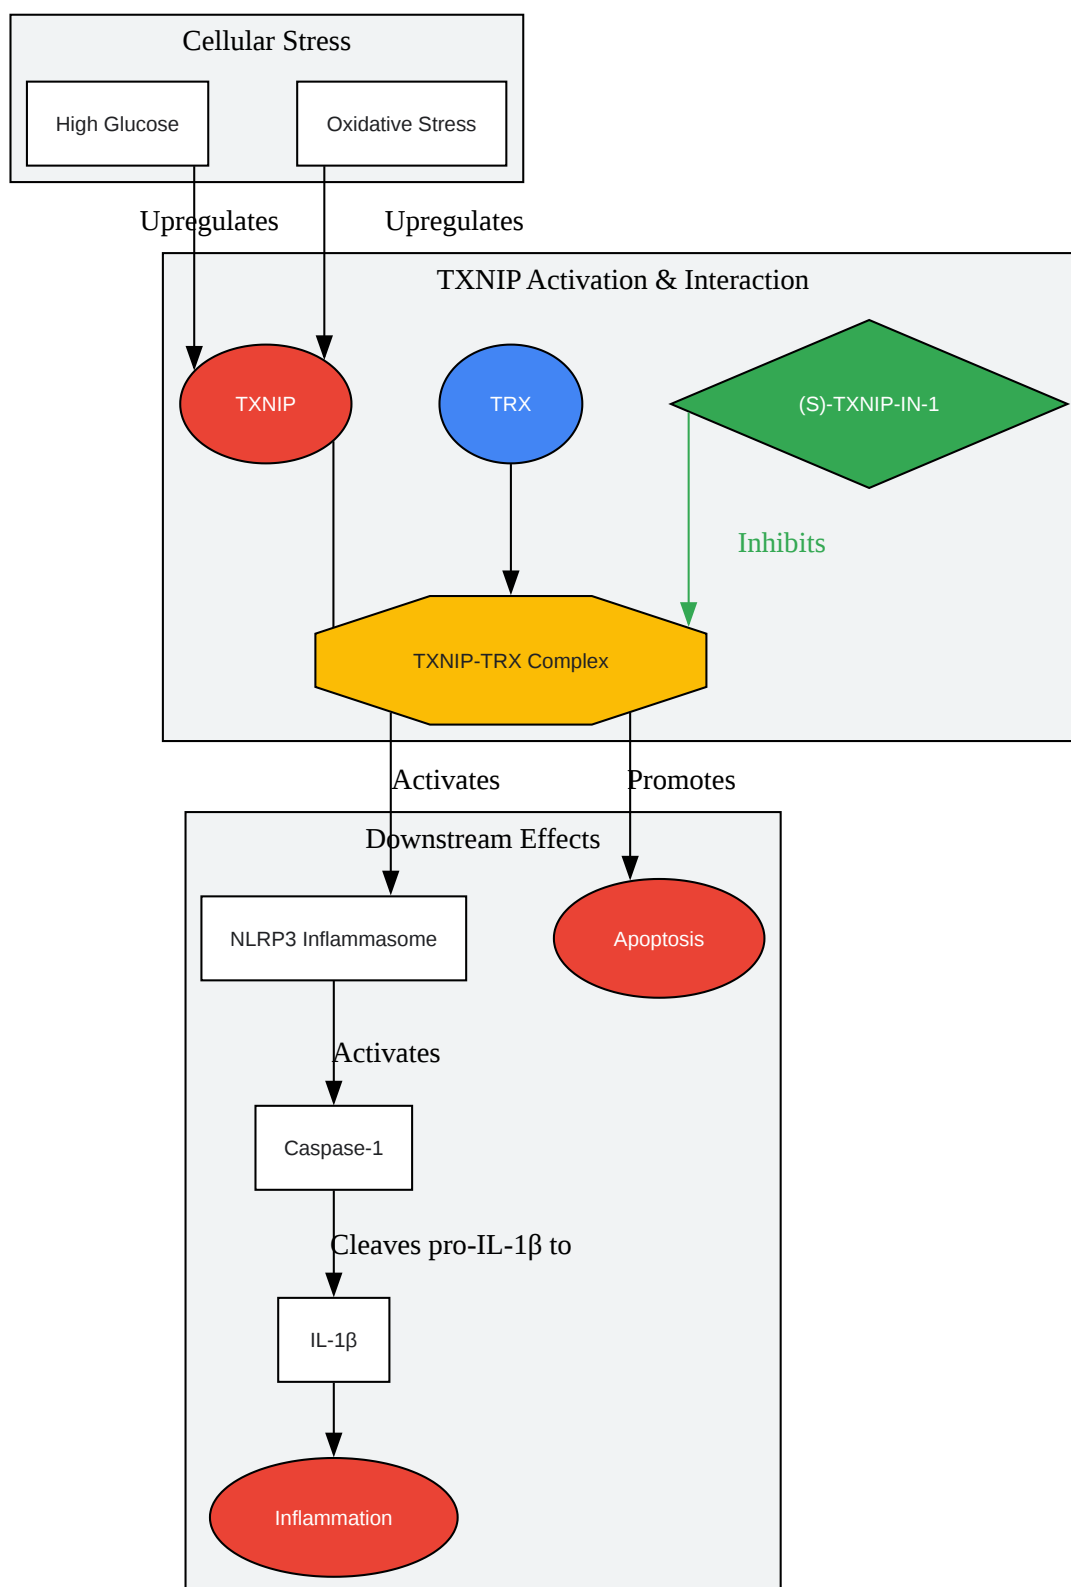 Cellular Stress
High Glucose
Oxidative Stress
Upregulates
Upregulates
TXNIP Activation & Interaction
TXNIP
TRX
(S)-TXNIP-IN-1
Inhibits
TXNIP-TRX Complex
Activates
Promotes
Downstream Effects
NLRP3 Inflammasome
Apoptosis
Activates
Caspase-1
Cleaves pro-IL-1β to
IL-1β
Inflammation